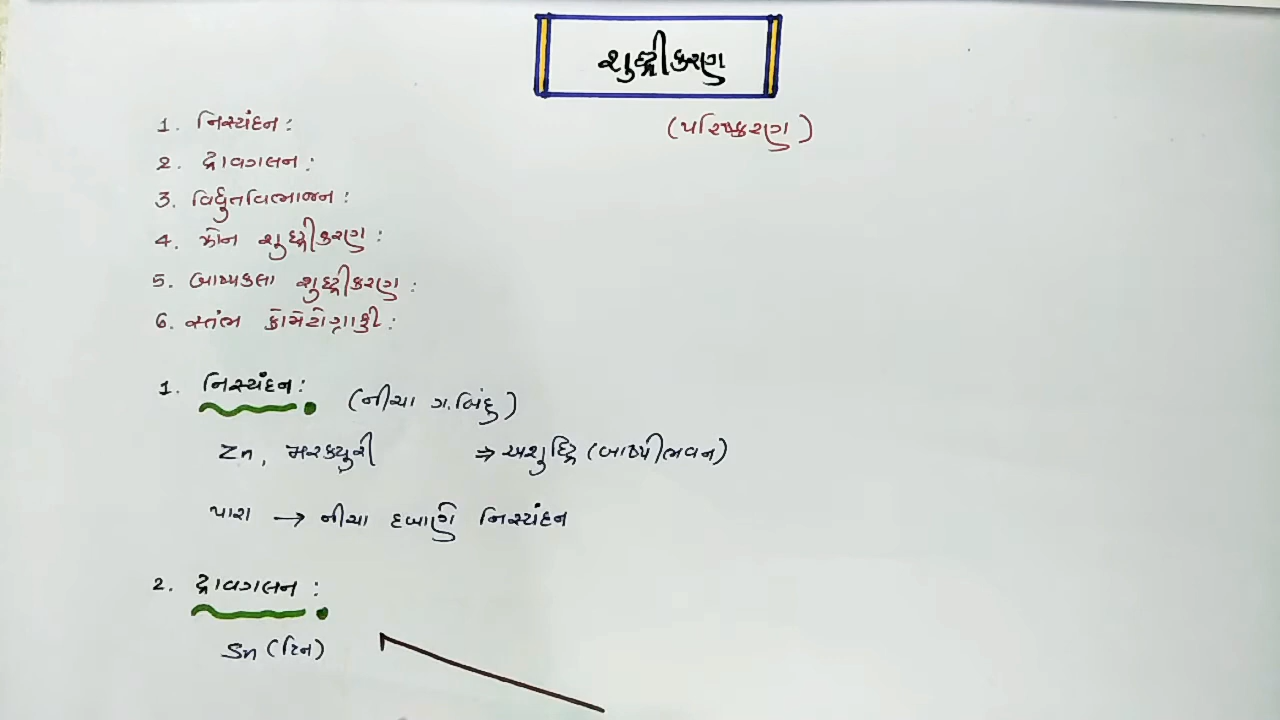 શુદ્ધીકરણ
(પરિષ્કરણ)
1. નિસ્યંદન :
2. દ્રાવગલન :
3. વિદ્યુતવિભાજન :
4. ઝોન શુદ્ધીકરણ :
5. બાષ્પકલા શુદ્ધીકરણ :
6. સ્તંભ ક્રોમેટોગ્રાફી :
1. નિસ્યંદન : (નીચા ગ.બિંદુ)
Zn, મરક્યુરી ⇒ અશુદ્ધિ (બાષ્પીભવન)
પારા → નીચા દબાણે નિસ્યંદન
2. દ્રાવગલન :
Sn (ટિન)